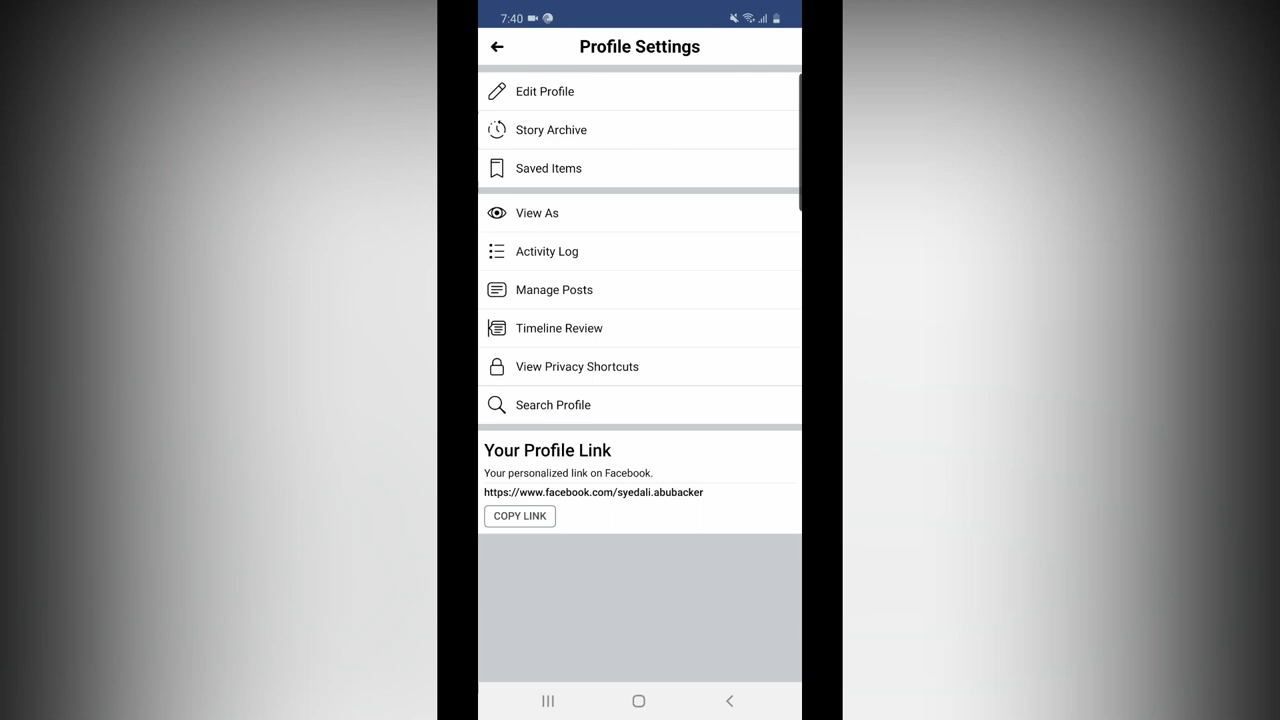 7:40
Profile Settings
Edit Profile
Story Archive
Saved Items
View As
Activity Log
Manage Posts
Timeline Review
View Privacy Shortcuts
Search Profile
Your Profile Link
Your personalized link on Facebook.
https://www.facebook.com/syedali.abubacker
COPY LINK